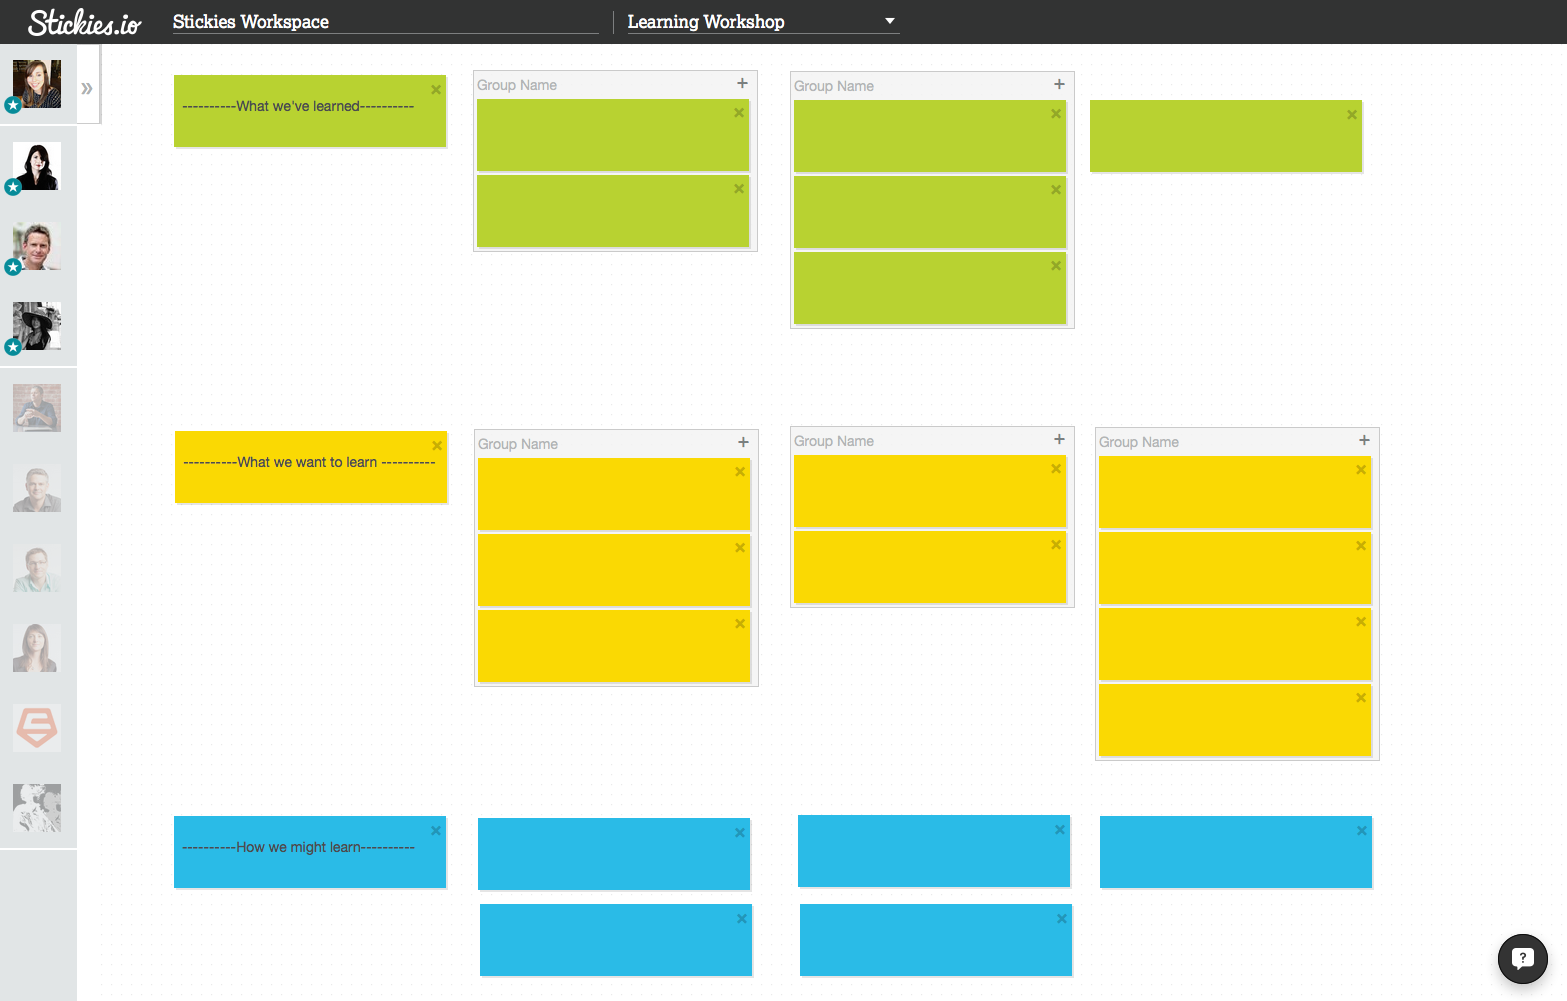 Stickies.io
Stickies Workspace
Learning Workshop
»
----------What we've learned----------
Group Name +
Group Name +
----------What we want to learn ----------
Group Name +
Group Name +
Group Name +
----------How we might learn----------
?